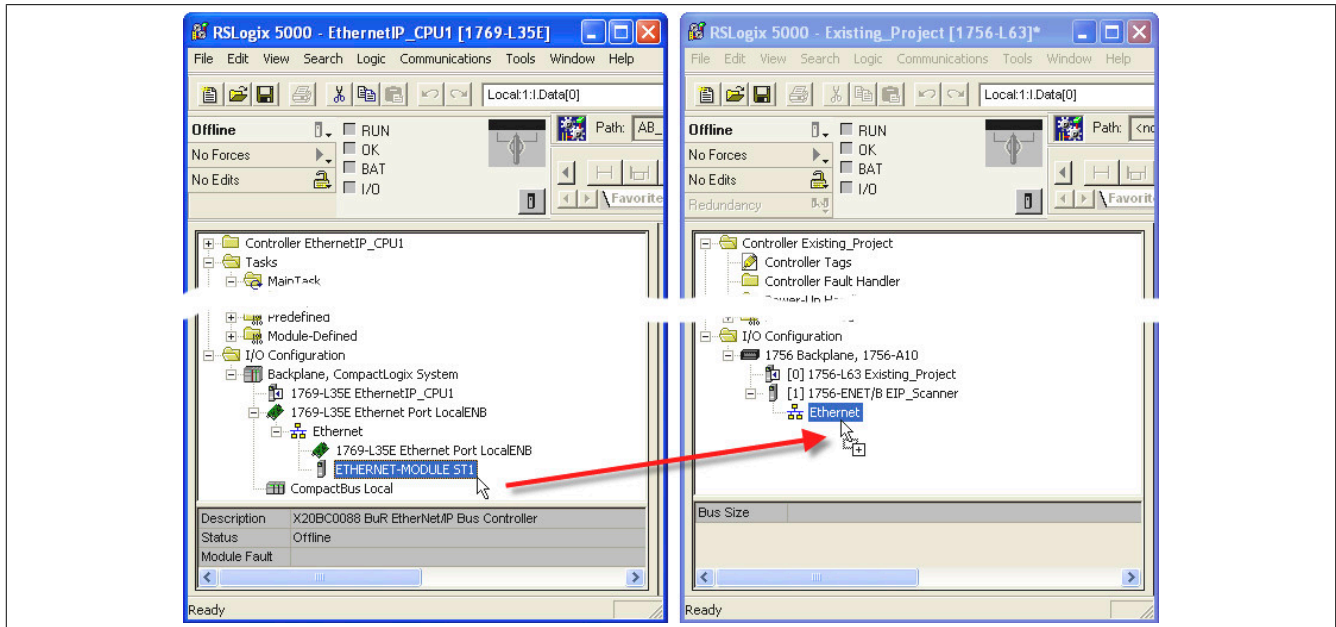 RSLogix 5000 - EthernetIP_CPU1 [1769-L35E]
File Edit View Search Logic Communications Tools Window Help
Local:1:I.Data[0]
Offline
RUN
Path: AB_
No Forces
OK
BAT
No Edits
I/O
Favorite
Controller EthernetIP_CPU1
Tasks
MainTask
Predefined
Module-Defined
I/O Configuration
Backplane, CompactLogix System
1769-L35E EthernetIP_CPU1
1769-L35E Ethernet Port LocalENB
Ethernet
1769-L35E Ethernet Port LocalENB
ETHERNET-MODULE ST1
CompactBus Local
Description X20BC0088 BuR EtherNet/IP Bus Controller
Status Offline
Module Fault
Ready
RSLogix 5000 - Existing_Project [1756-L63]*
File Edit View Search Logic Communications Tools Window Help
Local:1:I.Data[0]
Offline
RUN
Path: <no
No Forces
OK
BAT
No Edits
I/O
Redundancy
Favorit
Controller Existing_Project
Controller Tags
Controller Fault Handler
I/O Configuration
1756 Backplane, 1756-A10
[0] 1756-L63 Existing_Project
[1] 1756-ENET/B EIP_Scanner
Ethernet
Bus Size
Ready